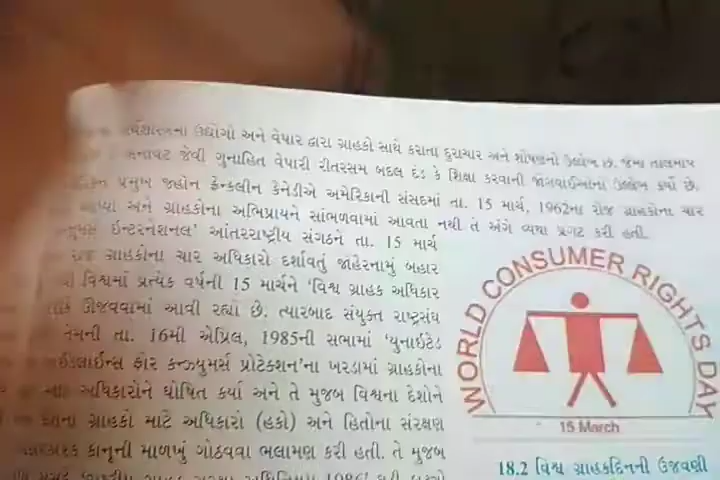 ઉદ્યોગો અને વેપાર દ્વારા ગ્રાહકો સાથે કરાતા દુરાચાર અને શોષણનો ઉલ્લેખ છે. જેમાં તાલમાપ
બનાવટ જેવી ગુનાહિત વેપારી રીતરસમ બદલ દંડ કે શિક્ષા કરવાની જોગવાઈઓનો ઉલ્લેખ કર્યો છે.
પ્રમુખ જ્હોન ફ્રેન્કલીન કેનેડીએ અમેરિકાની સંસદમાં તા. 15 માર્ચ, 1962ના રોજ ગ્રાહકોના ચાર
અને ગ્રાહકોના અભિપ્રાયને સાંભળવામાં આવતા નથી તે અંગે વ્યથા પ્રગટ કરી હતી.
ઇન્ટરનેશનલ' આંતરરાષ્ટ્રીય સંગઠને તા. 15 માર્ચ
રોજ ગ્રાહકોના ચાર અધિકારો દર્શાવતું જાહેરનામું બહાર
વિશ્વમાં પ્રત્યેક વર્ષની 15 માર્ચને 'વિશ્વ ગ્રાહક અધિકાર
ઊજવવામાં આવી રહ્યો છે. ત્યારબાદ સંયુક્ત રાષ્ટ્રસંઘ
તા. 16મી એપ્રિલ, 1985ની સભામાં 'યુનાઈટેડ
ફોર કન્ઝ્યુમર્સ પ્રોટેક્શન'ના ખરડામાં ગ્રાહકોના
અધિકારોને ઘોષિત કર્યા અને તે મુજબ વિશ્વના દેશોને
ગ્રાહકો માટે અધિકારો (હકો) અને હિતોના સંરક્ષણ
કાનૂની માળખું ગોઠવવા ભલામણ કરી હતી. તે મુજબ
WORLD CONSUMER RIGHTS DAY
15 March
18.2 વિશ્વ ગ્રાહકદિનની ઉજવણી